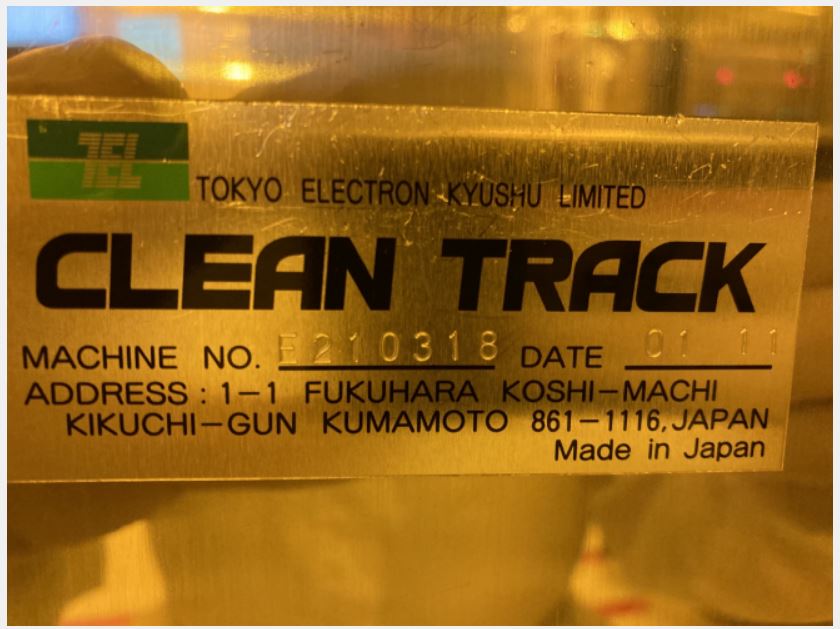 TEL
TOKYO ELECTRON KYUSHU LIMITED
CLEAN TRACK
MACHINE NO. E210318 DATE 01 11
ADDRESS : 1-1 FUKUHARA KOSHI-MACHI
KIKUCHI-GUN KUMAMOTO 861-1116, JAPAN
Made in Japan